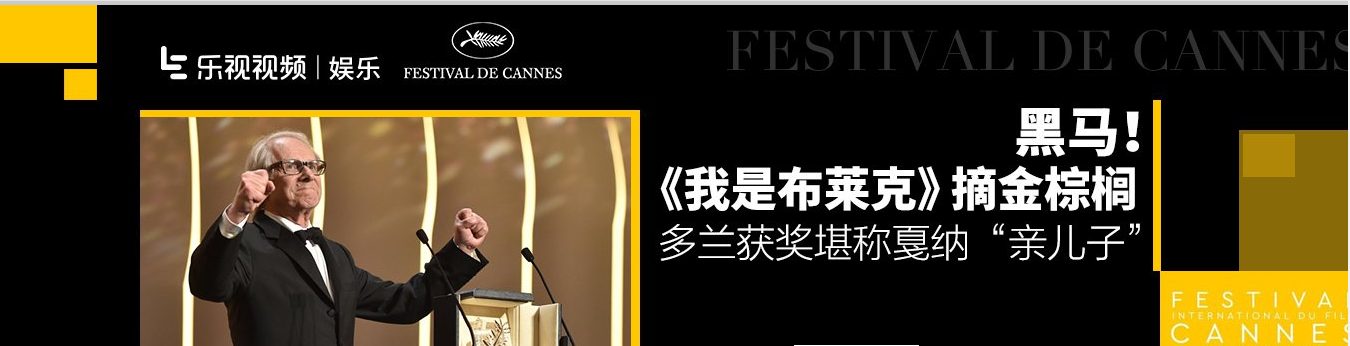 乐视视频 | 娱乐
FESTIVAL DE CANNES
FESTIVAL DE CANNES
黑马！
《我是布莱克》摘金棕榈
多兰获奖堪称戛纳“亲儿子”
FESTIVAL
INTERNATIONAL DU FIL
CANNES